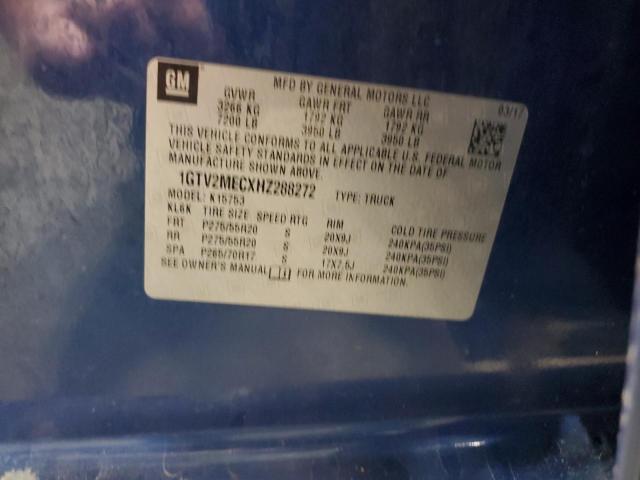 GM
MFD BY GENERAL MOTORS LLC
03/17
GVWR GAWR FRT GAWR RR
3266 KG 1792 KG 1792 KG
7200 LB 3950 LB 3950 LB
THIS VEHICLE CONFORMS TO ALL APPLICABLE U.S. FEDERAL MOTOR
VEHICLE SAFETY STANDARDS IN EFFECT ON THE DATE OF
MANUFACTURE SHOWN ABOVE.
1GTV2MECXHZ288272 TYPE: TRUCK
MODEL: K15753
KL6K TIRE SIZE SPEED RTG RIM COLD TIRE PRESSURE
FRT P275/55R20 S 20X9J 240KPA(35PSI)
RR P275/55R20 S 20X9J 240KPA(35PSI)
SPA P265/70R17 S 17X7.5J 240KPA(35PSI)
SEE OWNER'S MANUAL FOR MORE INFORMATION.